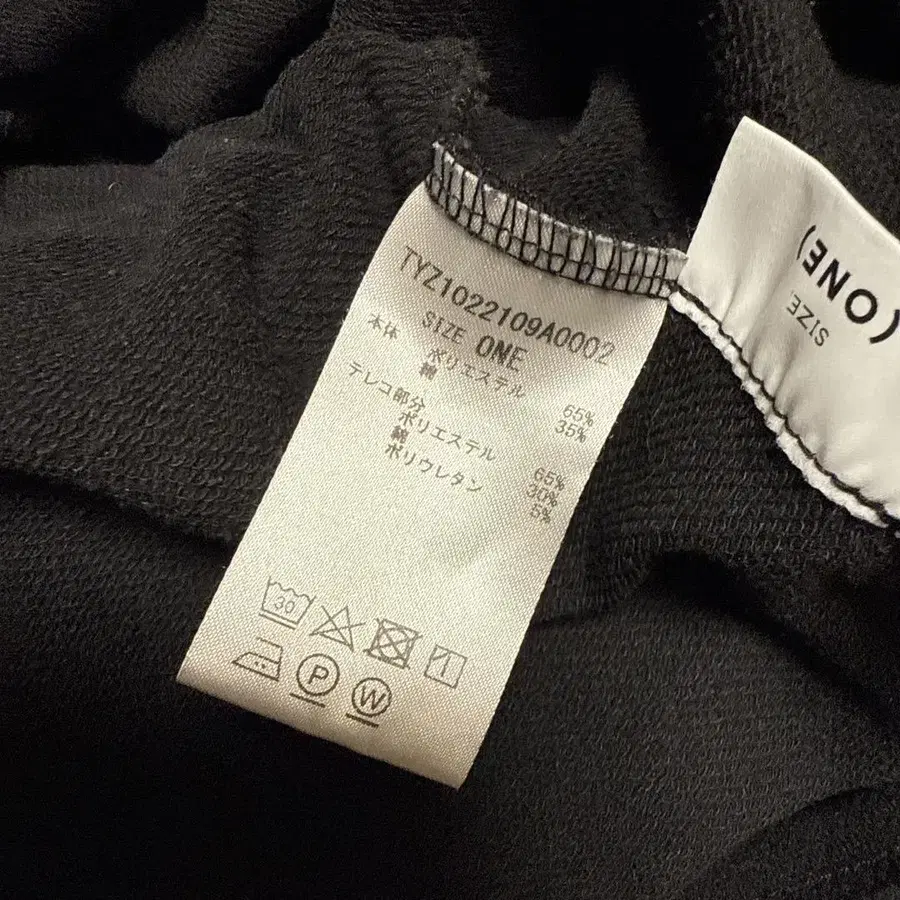 TYZ1022109A0002
SIZE ONE
本体 ポリエステル 65%
綿 35%
テレコ部分
ポリエステル 65%
綿 30%
ポリウレタン 5%
30
P W
(ONE)
SIZE